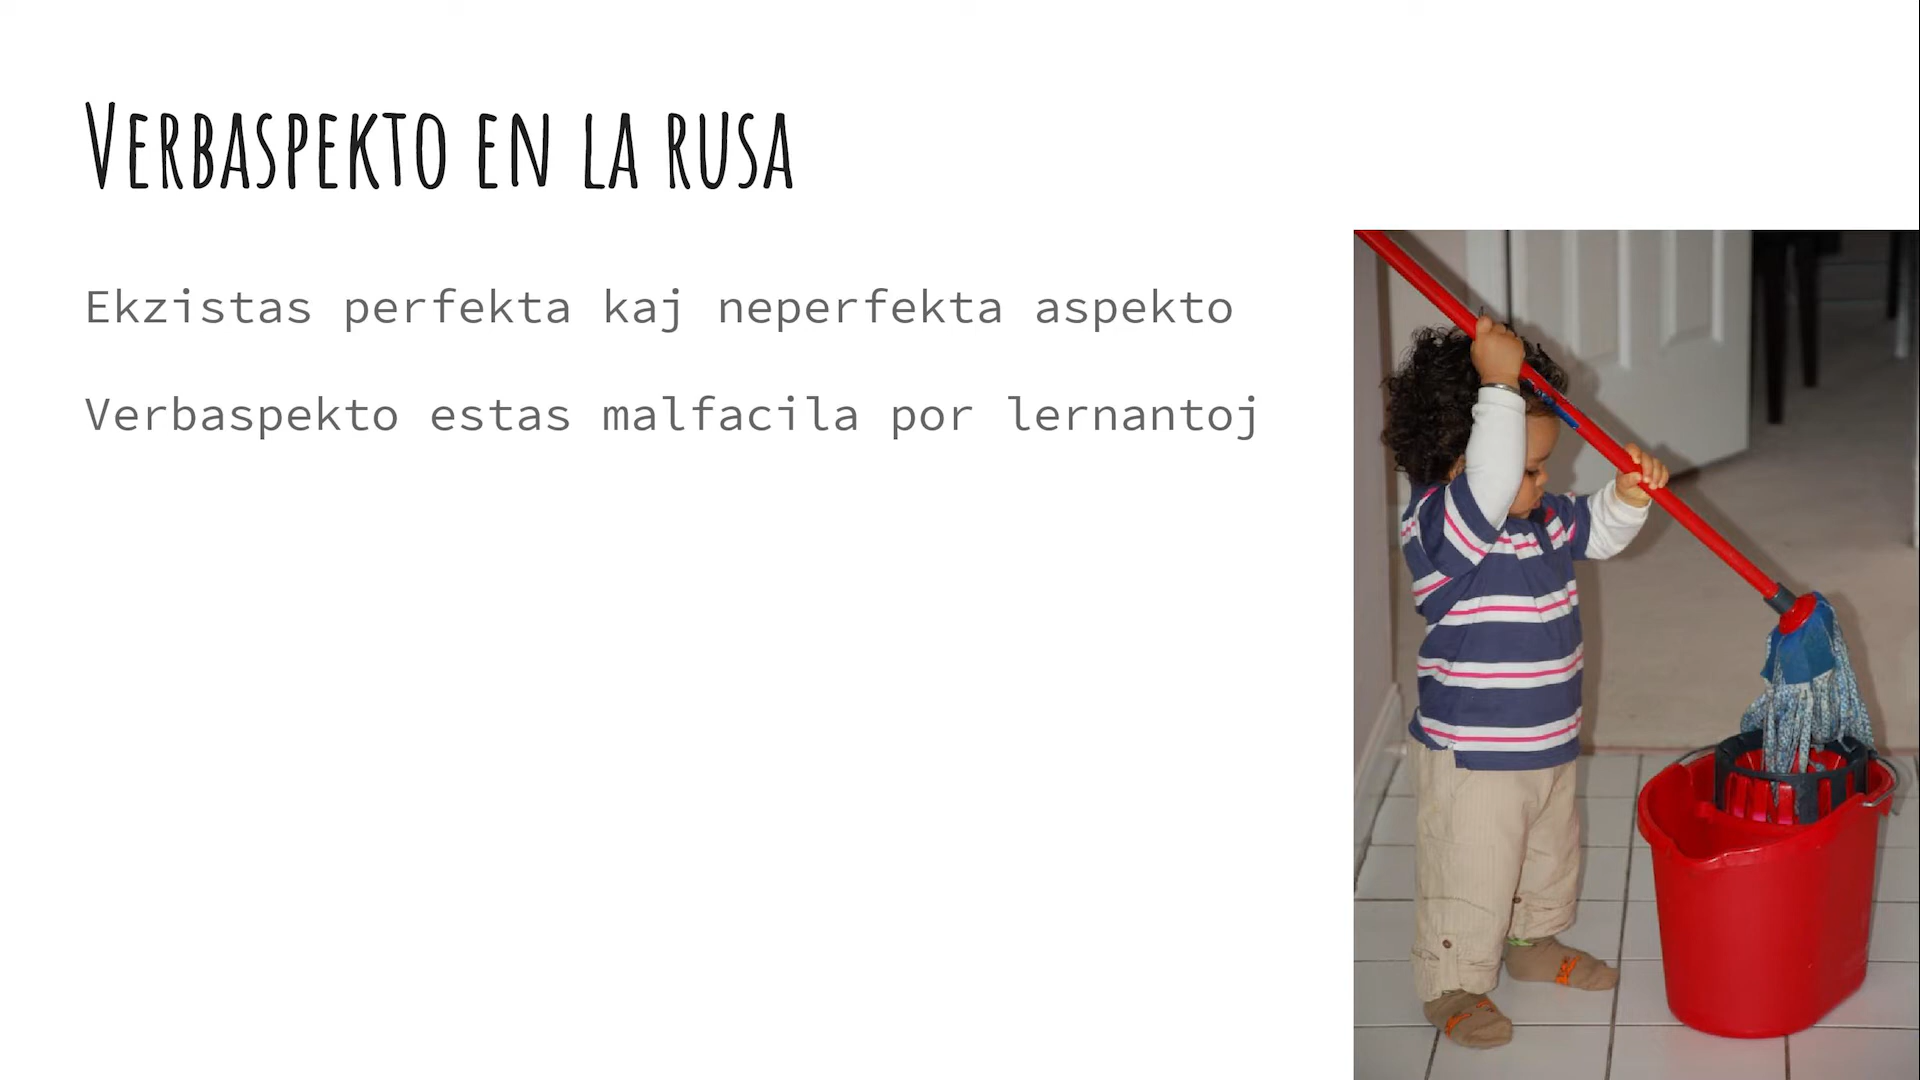 Verbaspekto en la rusa
Ekzistas perfekta kaj neperfekta aspekto
Verbaspekto estas malfacila por lernantoj